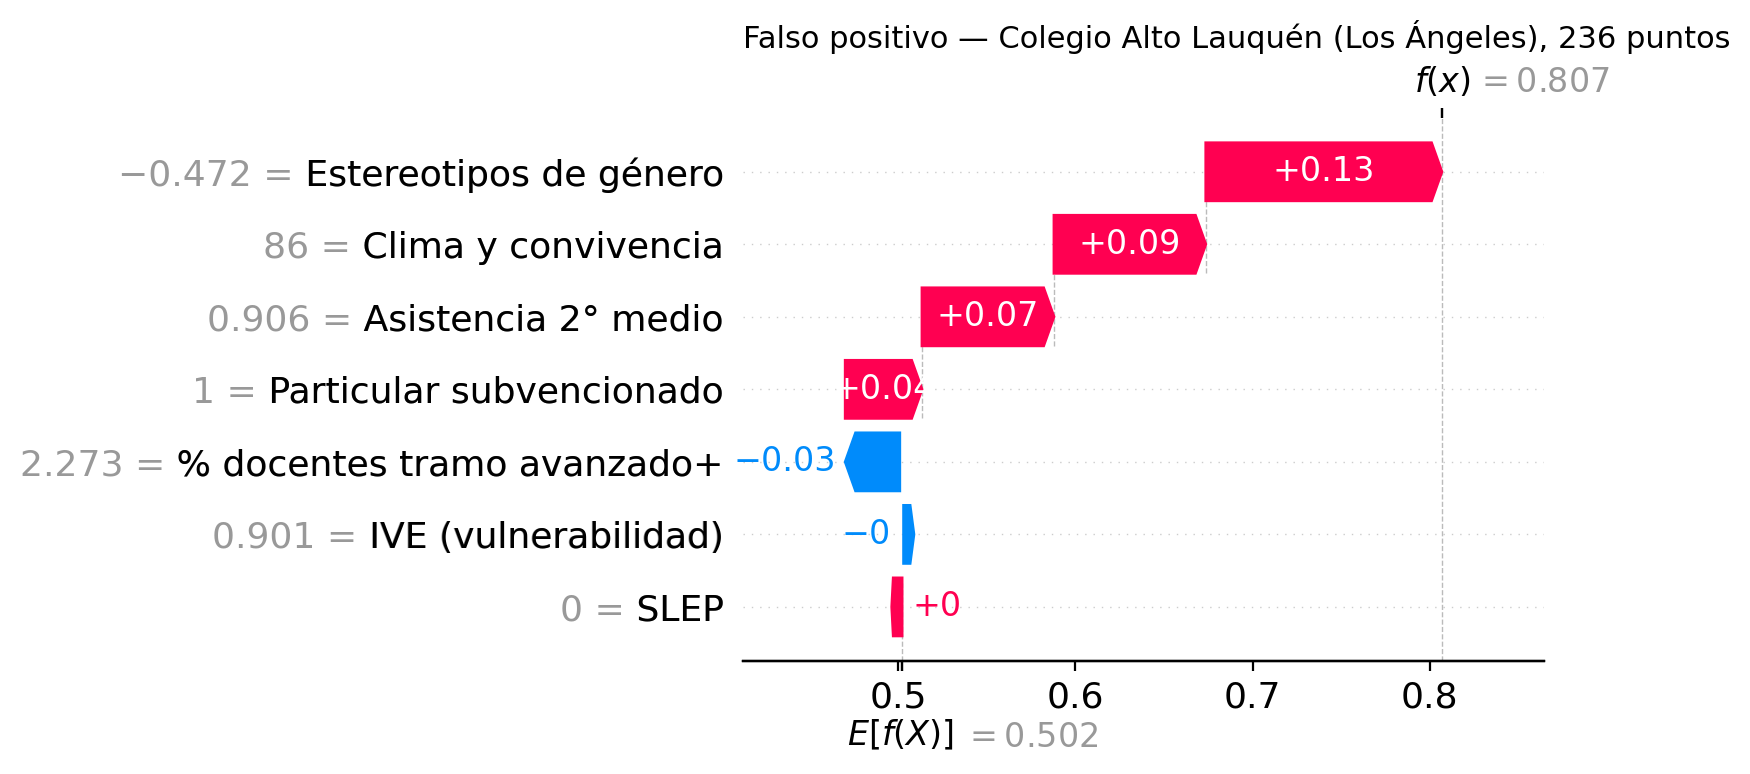 Falso positivo — Colegio Alto Lauquén (Los Ángeles), 236 puntos
f(x) = 0.807
−0.472 = Estereotipos de género +0.13
86 = Clima y convivencia +0.09
0.906 = Asistencia 2° medio +0.07
1 = Particular subvencionado +0.04
2.273 = % docentes tramo avanzado+ −0.03
0.901 = IVE (vulnerabilidad) −0
0 = SLEP +0
0.5 0.6 0.7 0.8
E[f(X)] = 0.502